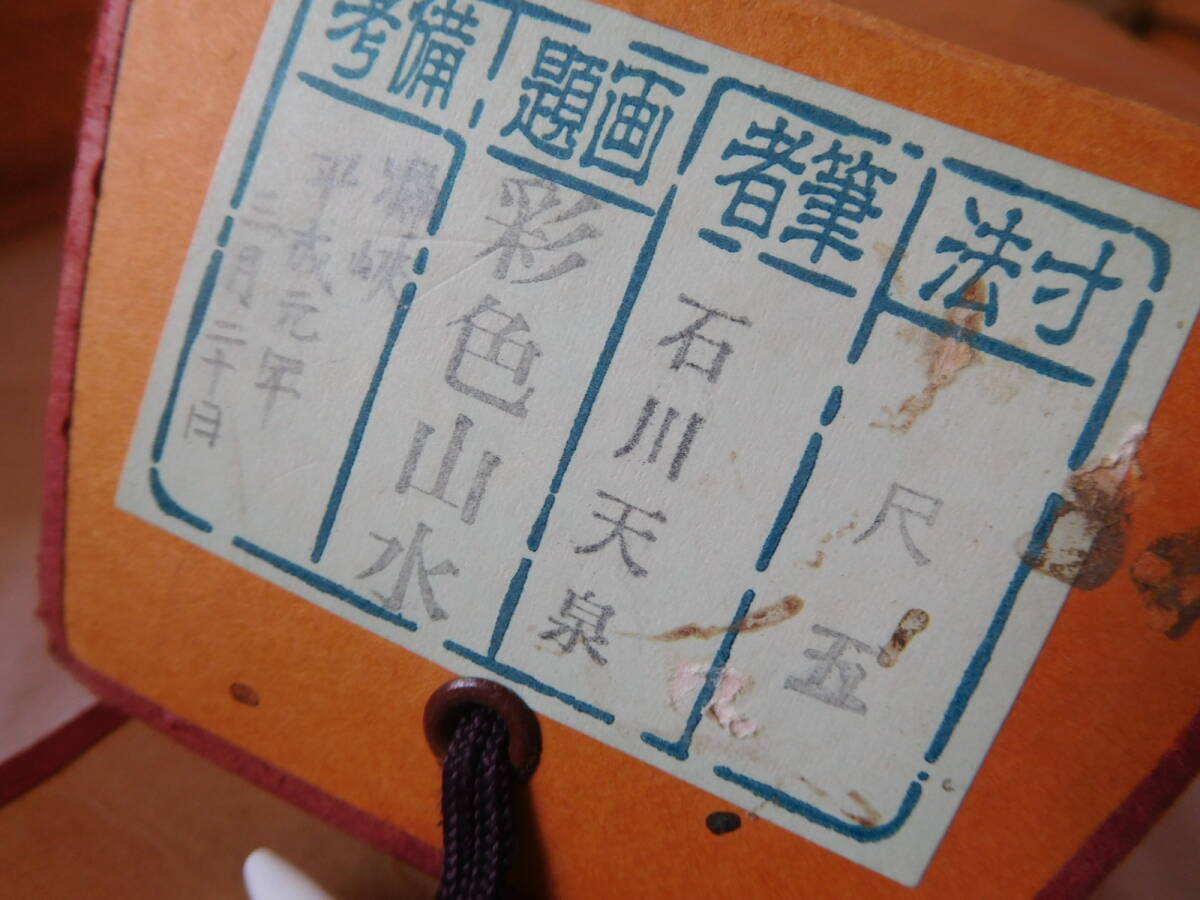 寸法
尺五
筆者
石川天泉
画題
彩色山水
備考
瀞峡
平成元年
三月二十日